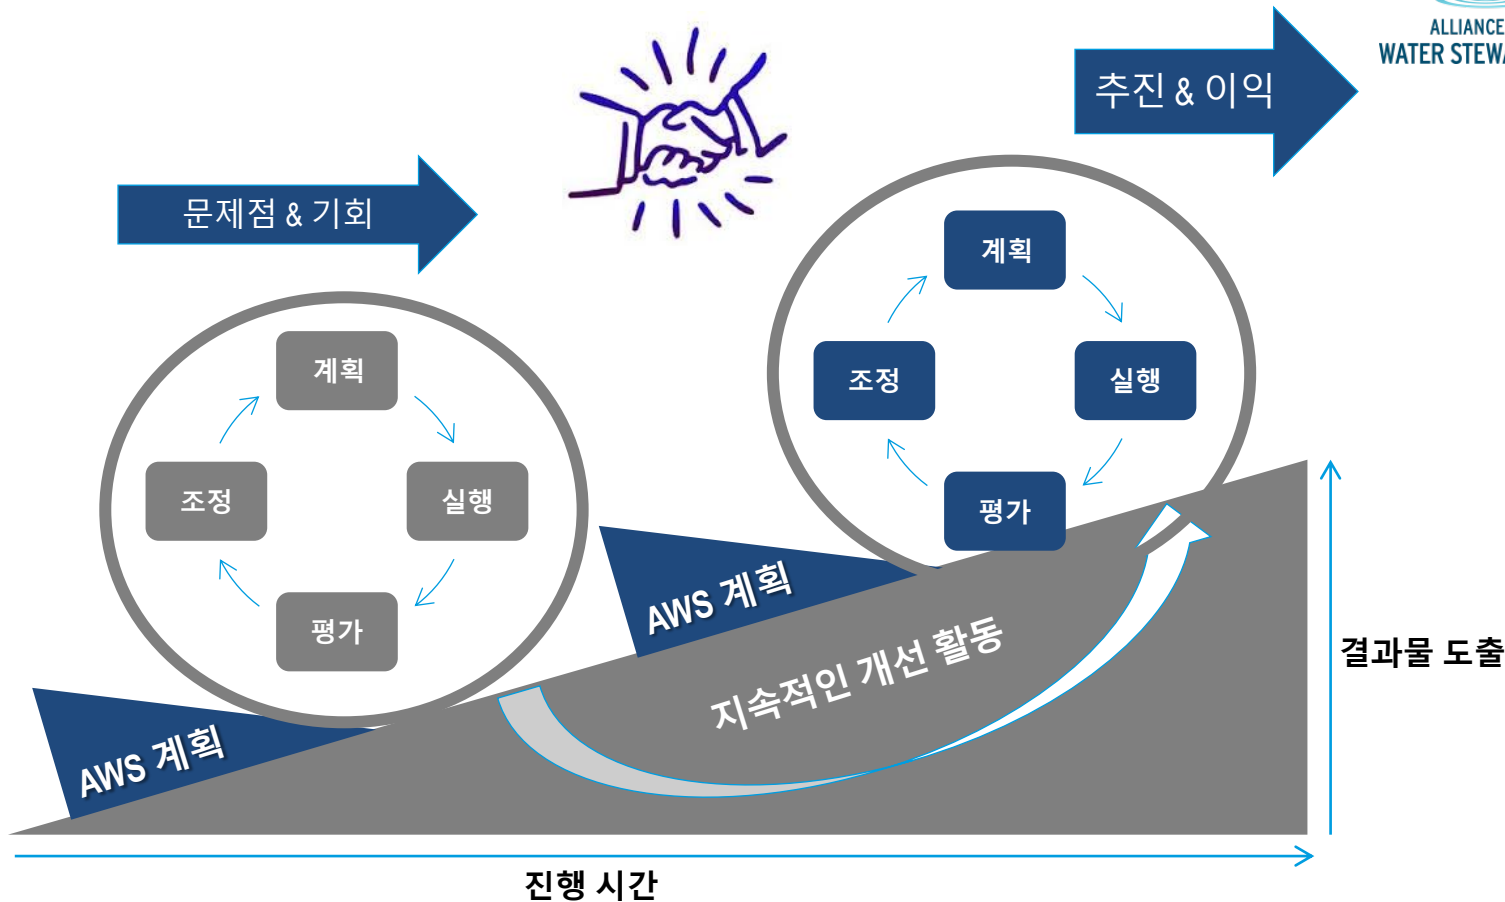 ALLIANCE
WATER STEWA
추진 & 이익
문제점 & 기회
계획
조정
실행
평가
계획
조정
실행
평가
AWS 계획
AWS 계획
지속적인 개선 활동
결과물 도출
진행 시간